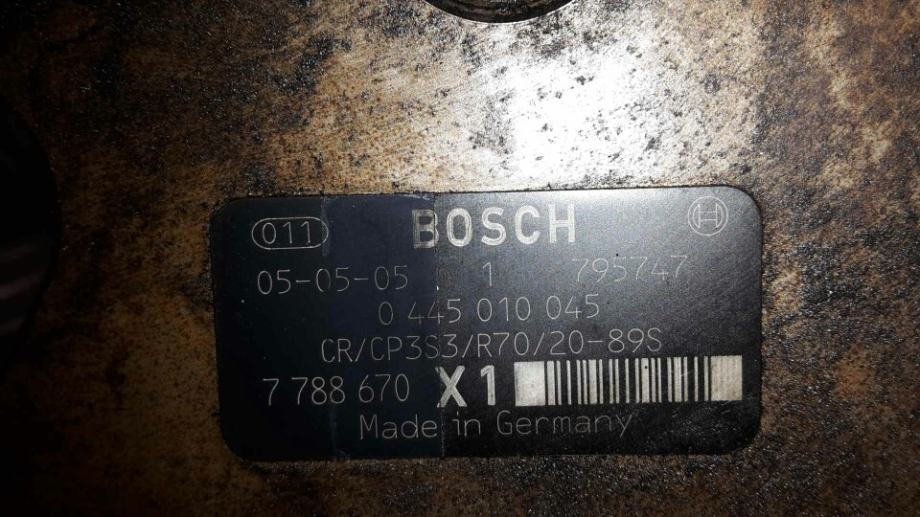 011 BOSCH
05-05-05 1 795747
0 445 010 045
CR/CP3S3/R70/20-89S
7 788 670 X1
Made in Germany